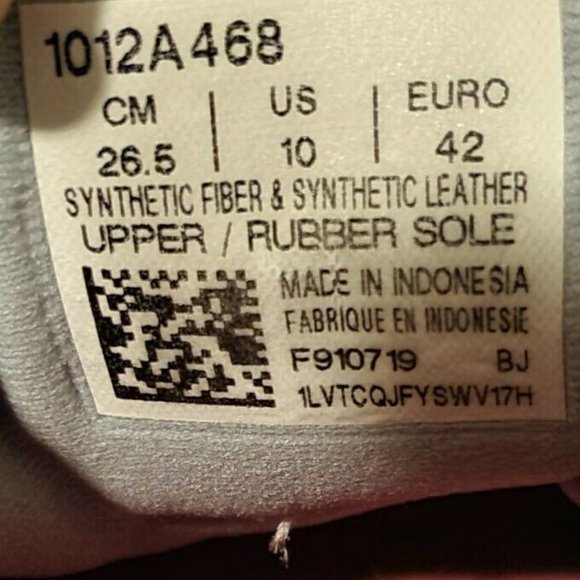 1012A468
CM | US | EURO
26.5 | 10 | 42
SYNTHETIC FIBER & SYNTHETIC LEATHER
UPPER / RUBBER SOLE
MADE IN INDONESIA
FABRIQUE EN INDONESIE
F910719 BJ
1LVTCQJFYSWV17H